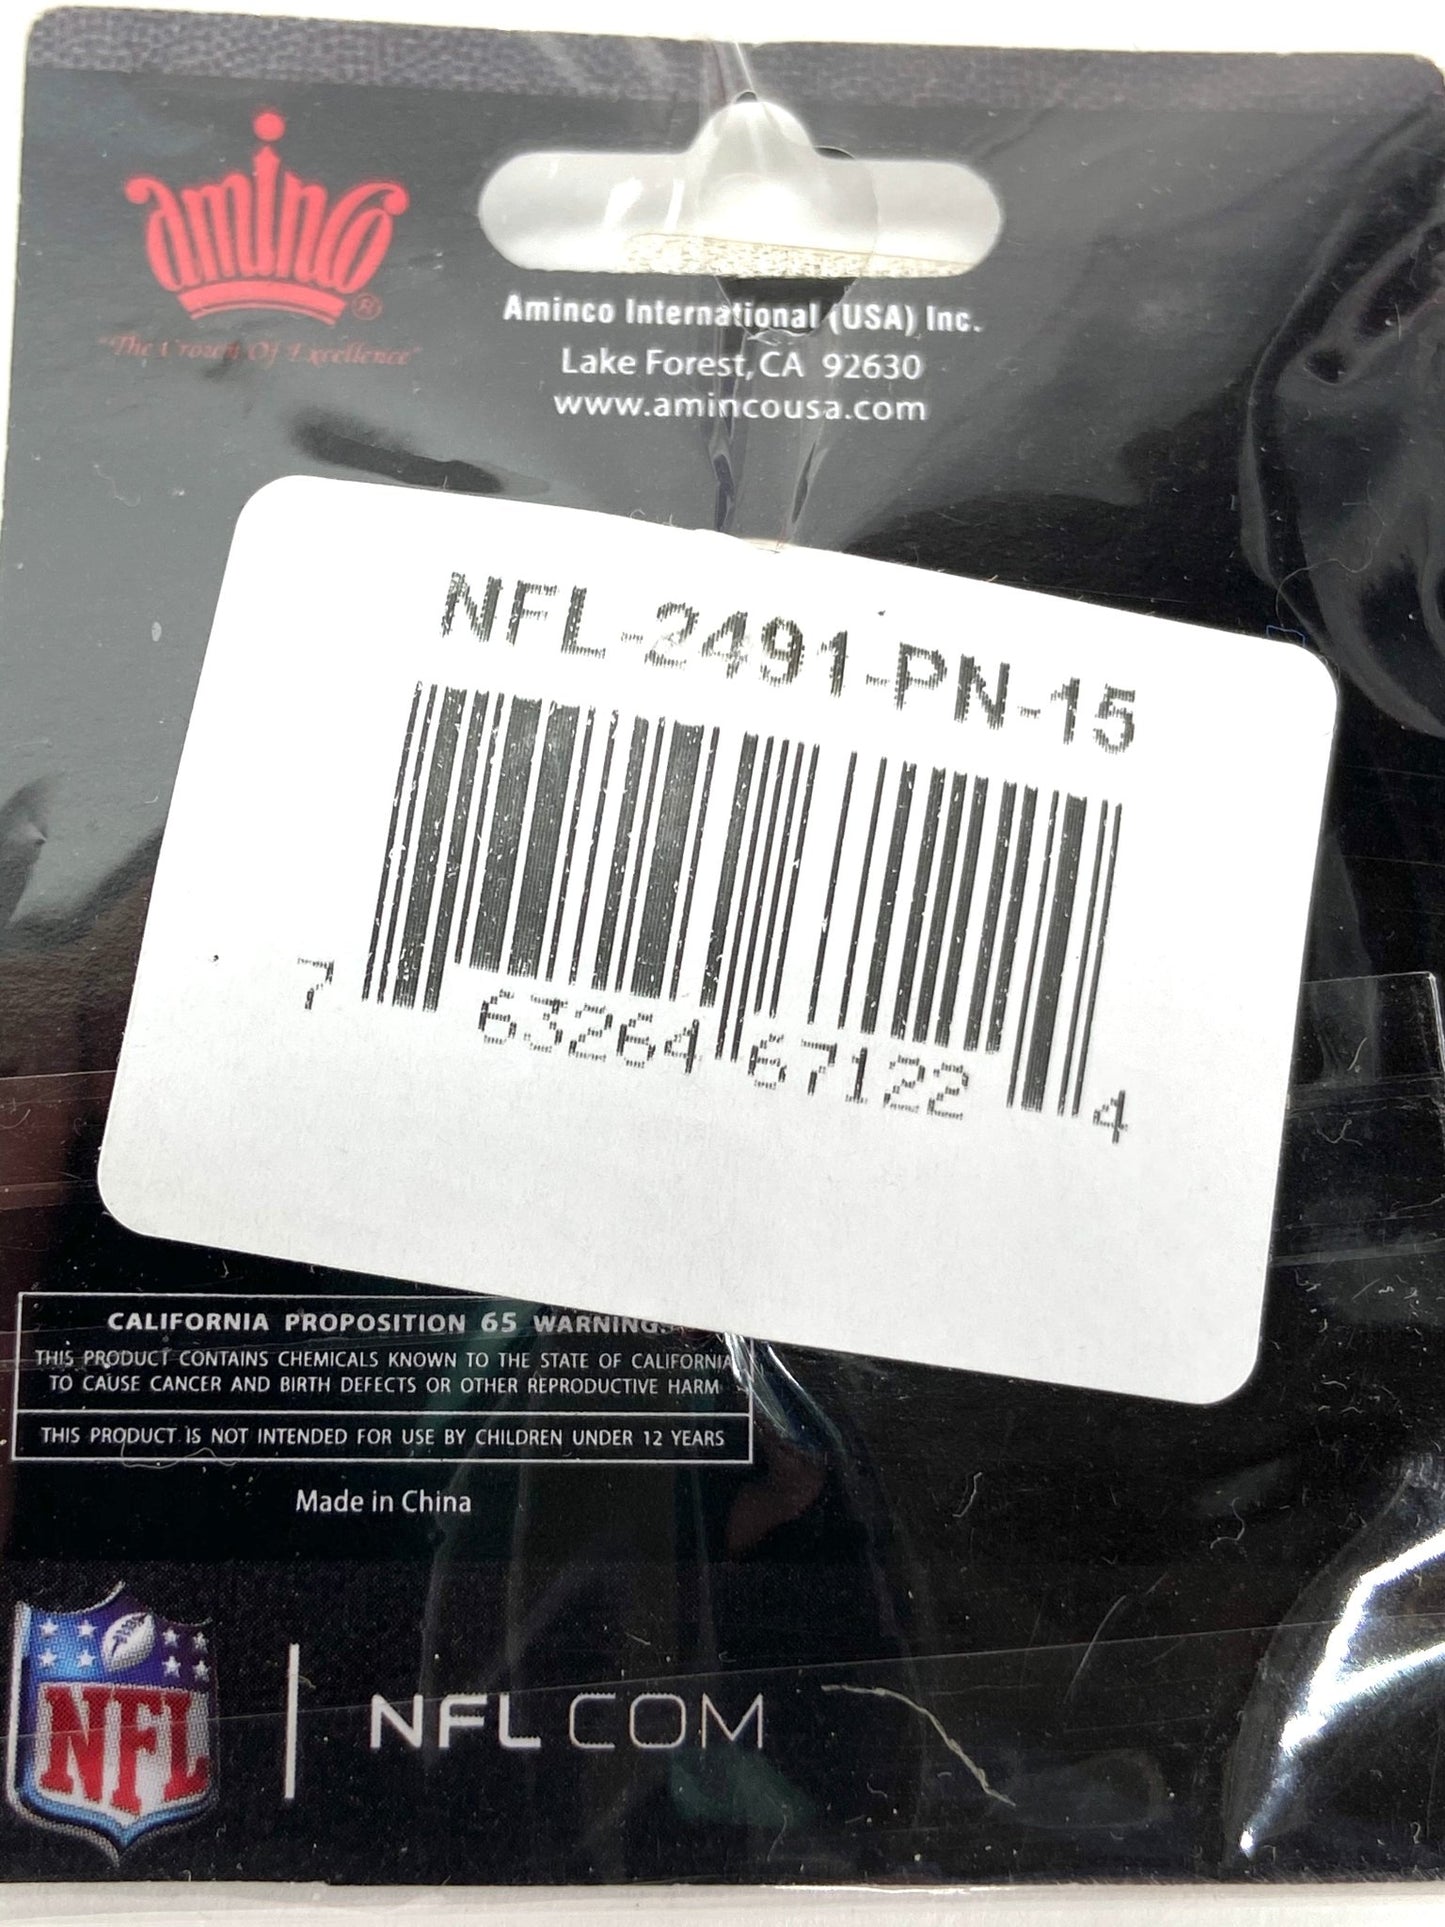 aminco®
"The Crown Of Excellence"
Aminco International (USA) Inc.
Lake Forest, CA 92630
www.amincousa.com
NFL-2491-PN-15
7 63264 67122 4
CALIFORNIA PROPOSITION 65 WARNING:
THIS PRODUCT CONTAINS CHEMICALS KNOWN TO THE STATE OF CALIFORNIA
TO CAUSE CANCER AND BIRTH DEFECTS OR OTHER REPRODUCTIVE HARM
THIS PRODUCT IS NOT INTENDED FOR USE BY CHILDREN UNDER 12 YEARS
Made in China
NFL | NFL COM